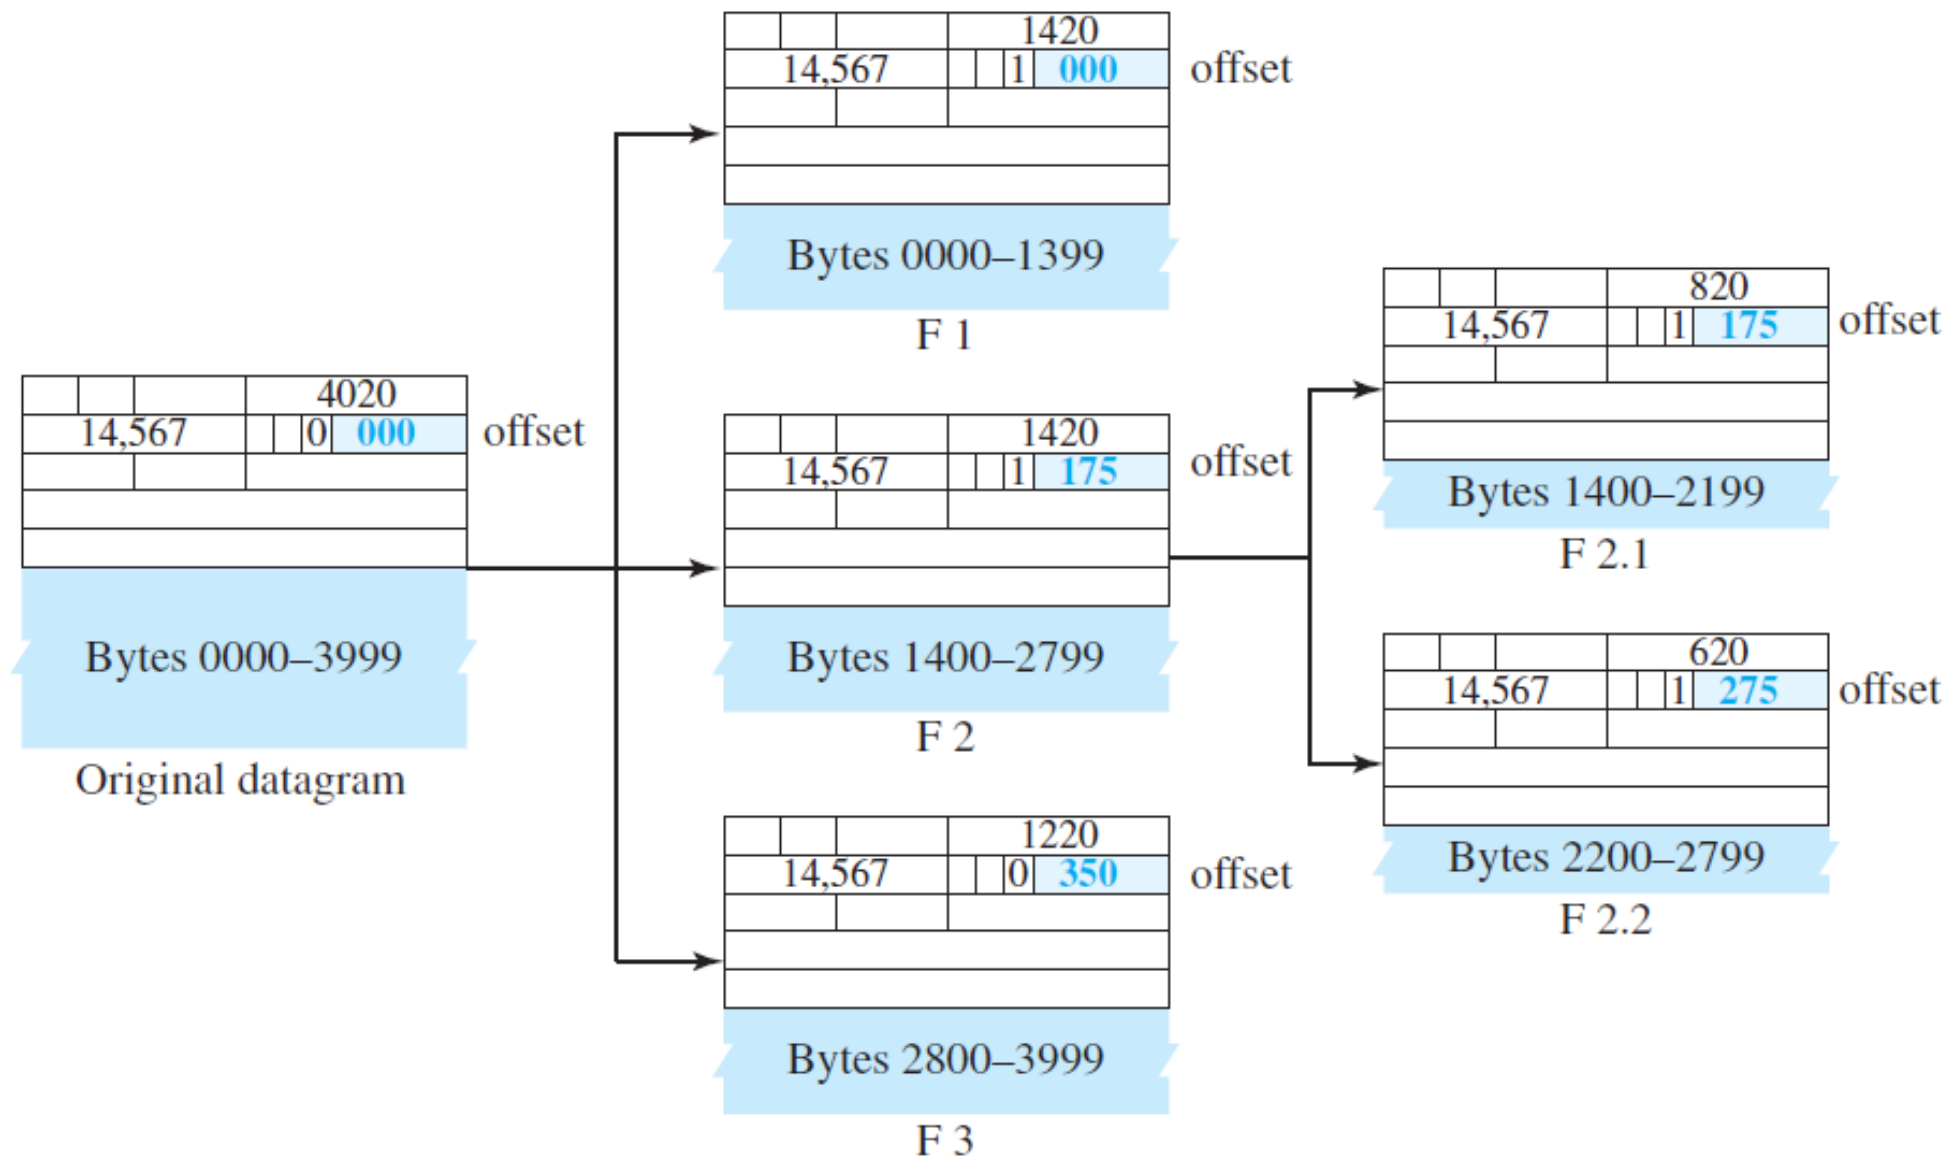 4020
14,567 0 000 offset
Bytes 0000–3999
Original datagram
1420
14,567 1 000 offset
Bytes 0000–1399
F 1
1420
14,567 1 175 offset
Bytes 1400–2799
F 2
1220
14,567 0 350 offset
Bytes 2800–3999
F 3
820
14,567 1 175 offset
Bytes 1400–2199
F 2.1
620
14,567 1 275 offset
Bytes 2200–2799
F 2.2